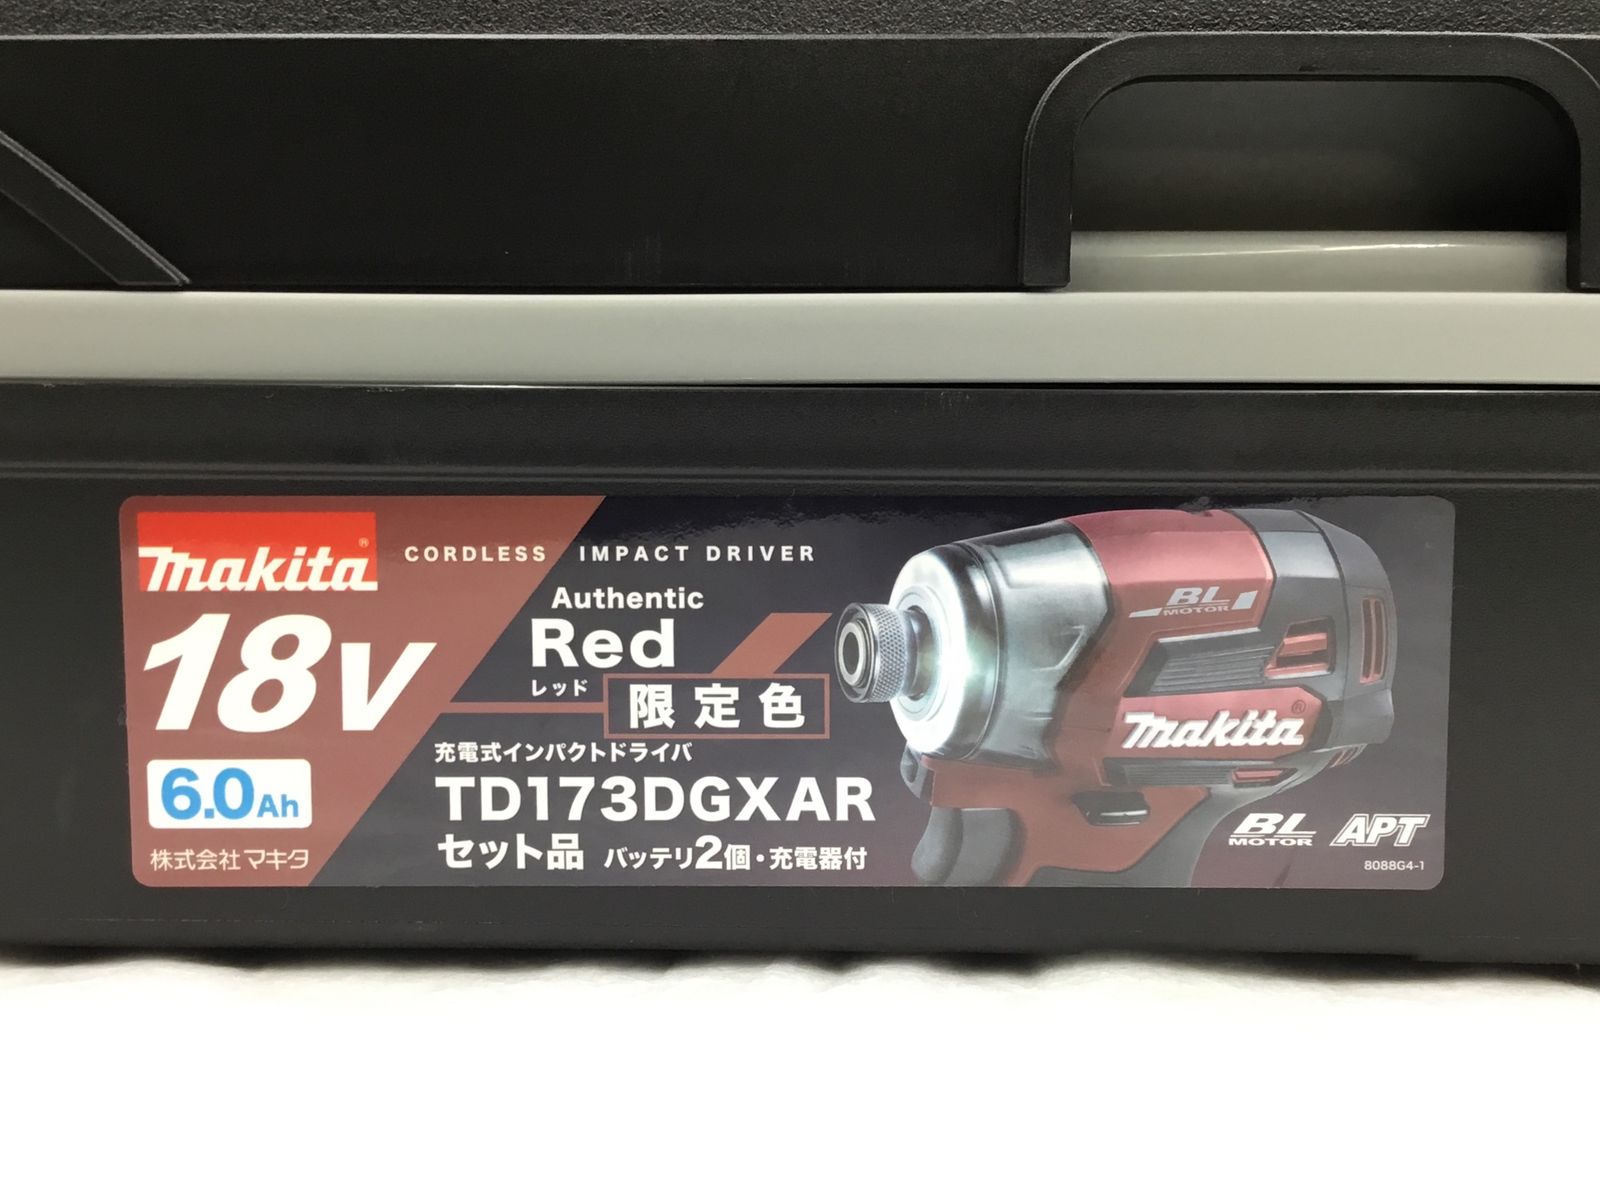 makita®
CORDLESS IMPACT DRIVER
18V
6.0Ah
株式会社マキタ
Authentic
Red
レッド
限定色
充電式インパクトドライバ
TD173DGXAR
セット品 バッテリ2個・充電器付
BL
MOTOR
makita®
BL
MOTOR
APT
8088G4-1